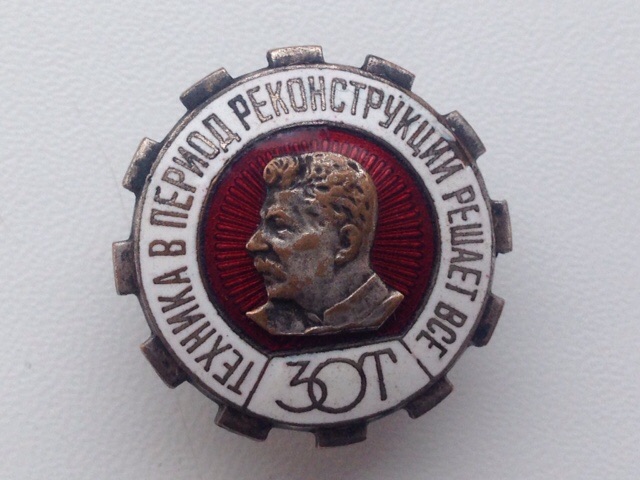 ТЕХНИКА В ПЕРИОД РЕКОНСТРУКЦИИ РЕШАЕТ ВСЕ
ЗОТ